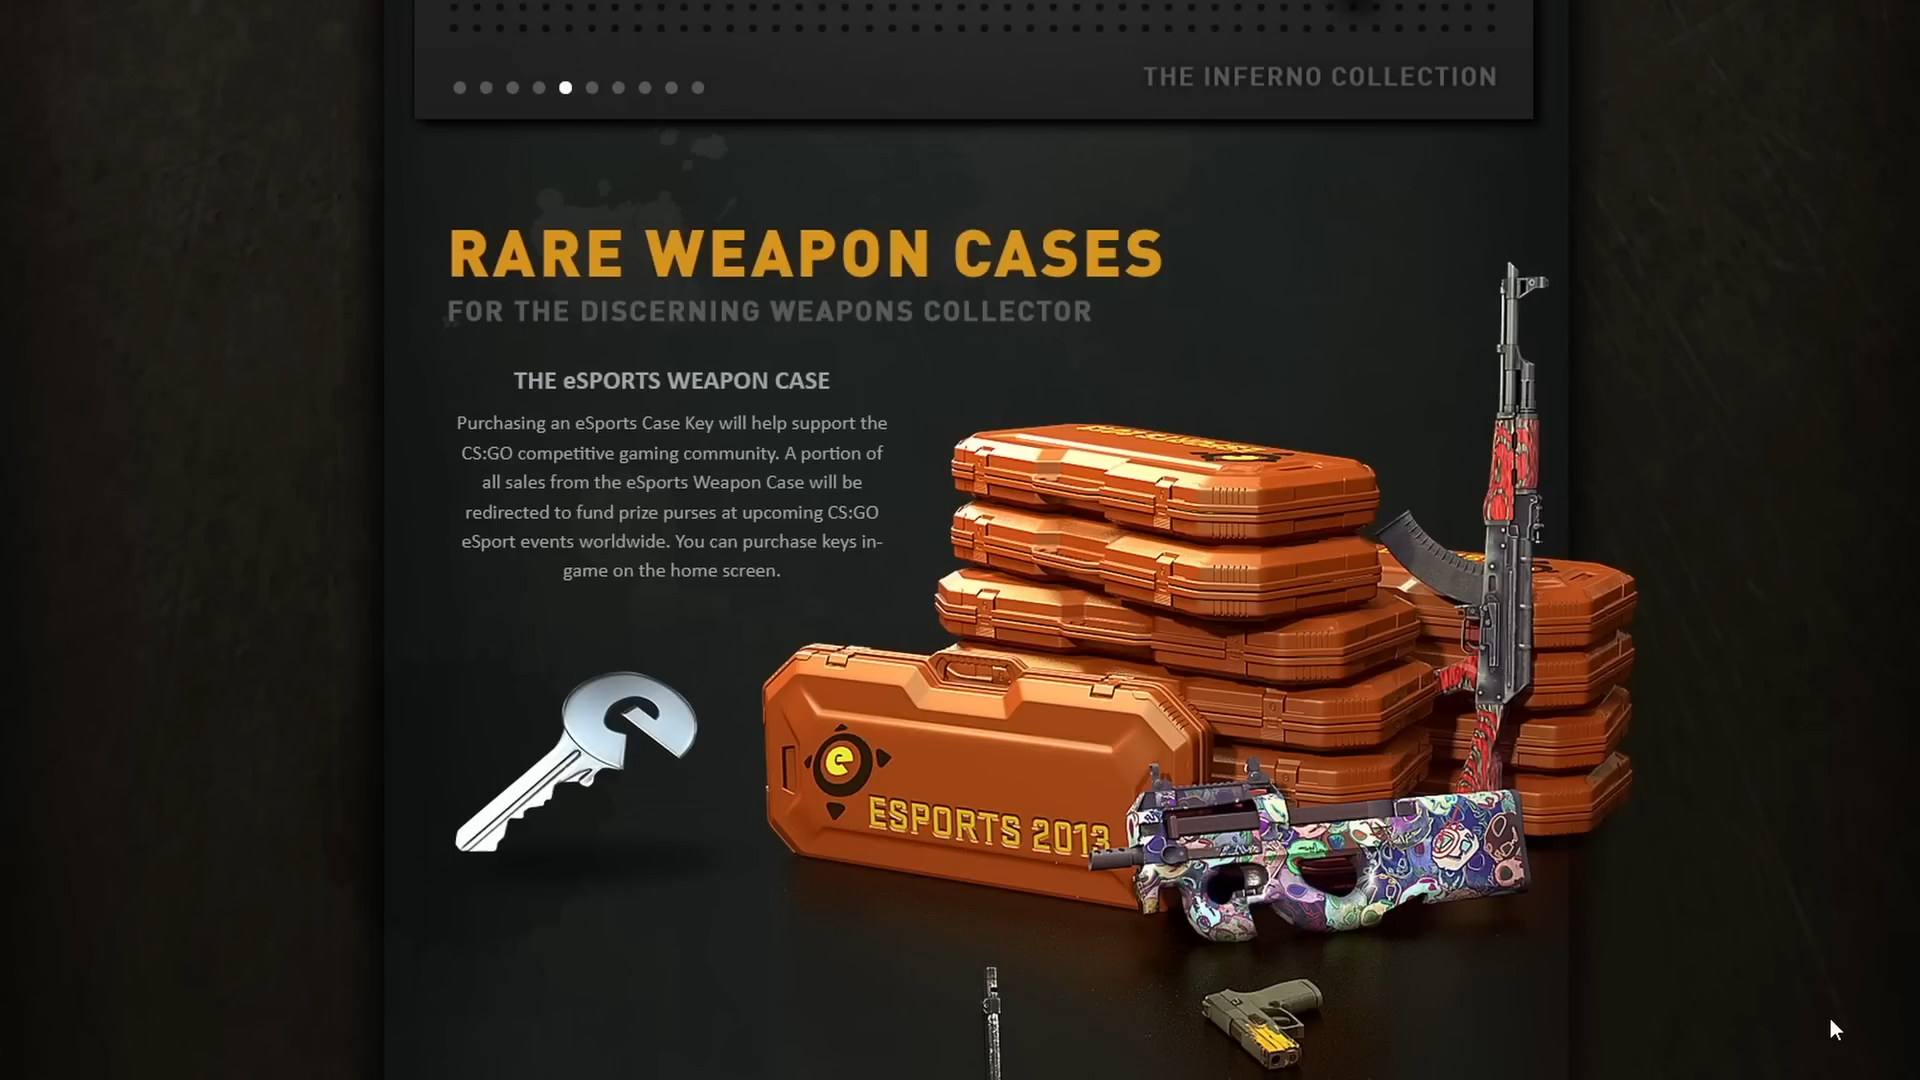 THE INFERNO COLLECTION
RARE WEAPON CASES
FOR THE DISCERNING WEAPONS COLLECTOR
THE eSPORTS WEAPON CASE
Purchasing an eSports Case Key will help support the
CS:GO competitive gaming community. A portion of
all sales from the eSports Weapon Case will be
redirected to fund prize purses at upcoming CS:GO
eSport events worldwide. You can purchase keys in-
game on the home screen.
e
e
ESPORTS 2013